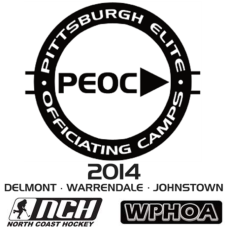 PITTSBURGH ELITE
PEOC
OFFICIATING CAMPS
2014
DELMONT · WARRENDALE · JOHNSTOWN
NCH
NORTH COAST HOCKEY
WPHOA